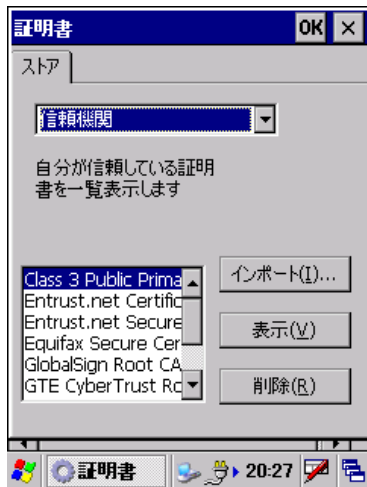 証明書 OK ×
ストア
信頼機関
自分が信頼している証明
書を一覧表示します
Class 3 Public Prima
Entrust.net Certific
Entrust.net Secure
Equifax Secure Cer
GlobalSign Root CA
GTE CyberTrust Ro
インポート(I)...
表示(V)
削除(R)
証明書 20:27